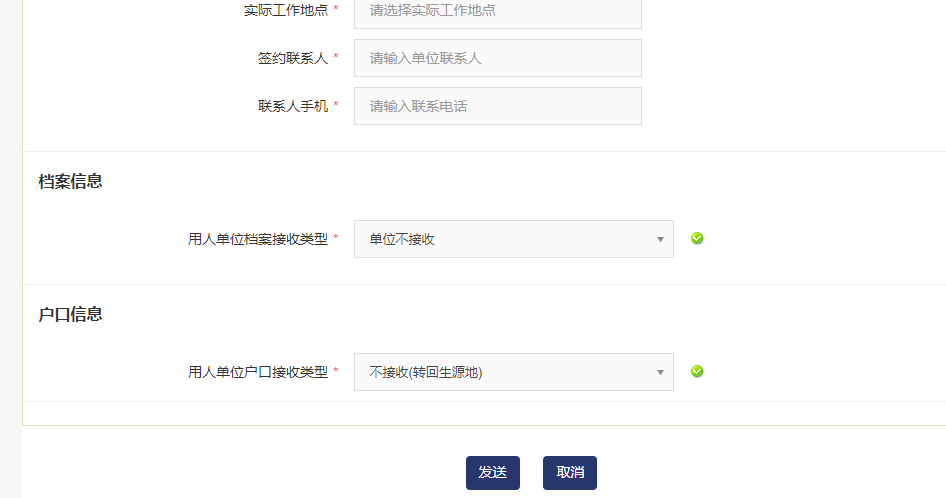 实际工作地点 * 请选择实际工作地点
签约联系人 * 请输入单位联系人
联系人手机 * 请输入联系电话
档案信息
用人单位档案接收类型 * 单位不接收
户口信息
用人单位户口接收类型 * 不接收(转回生源地)
发送 取消